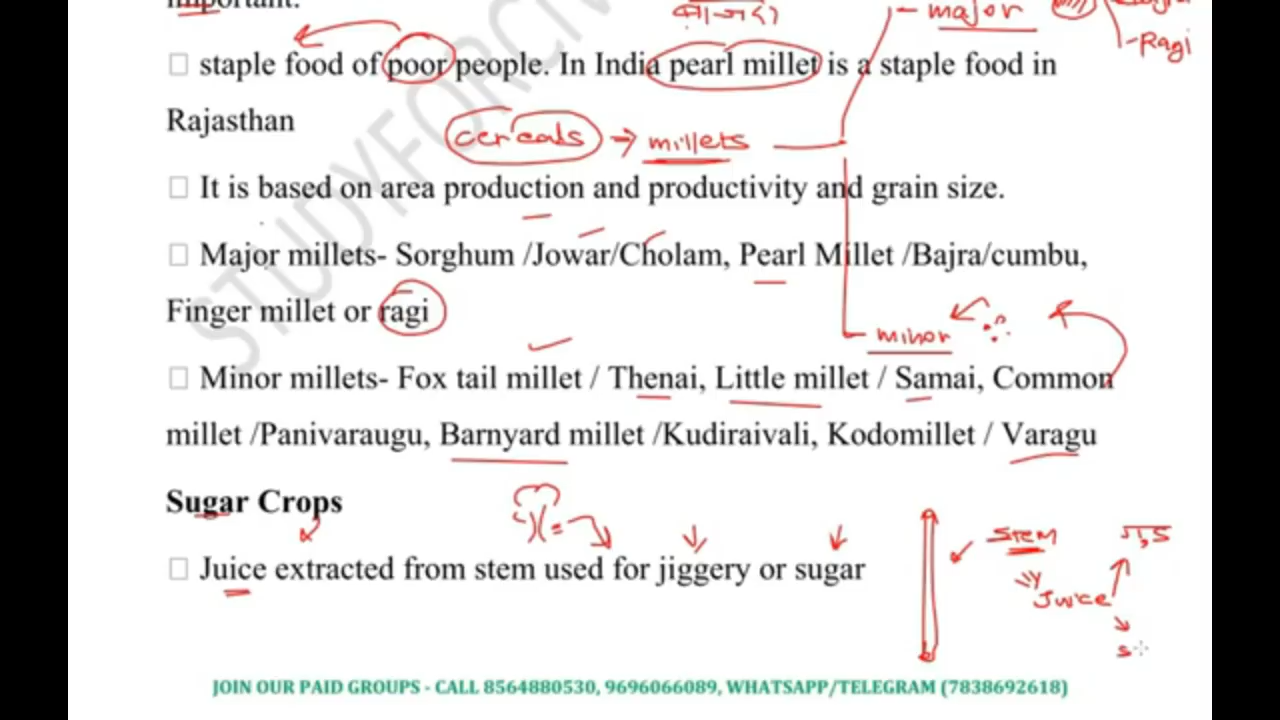 important.
major
-Ragi
staple food of poor people. In India pearl millet is a staple food in
Rajasthan
cereals → millets
It is based on area production and productivity and grain size.
Major millets- Sorghum /Jowar/Cholam, Pearl Millet /Bajra/cumbu,
Finger millet or ragi
minor
Minor millets- Fox tail millet / Thenai, Little millet / Samai, Common
millet /Panivaraugu, Barnyard millet /Kudiraivali, Kodomillet / Varagu
Sugar Crops
Stem
Juice extracted from stem used for jiggery or sugar
Juice
STUDYFORCIV
JOIN OUR PAID GROUPS - CALL 8564880530, 9696066089, WHATSAPP/TELEGRAM (7838692618)